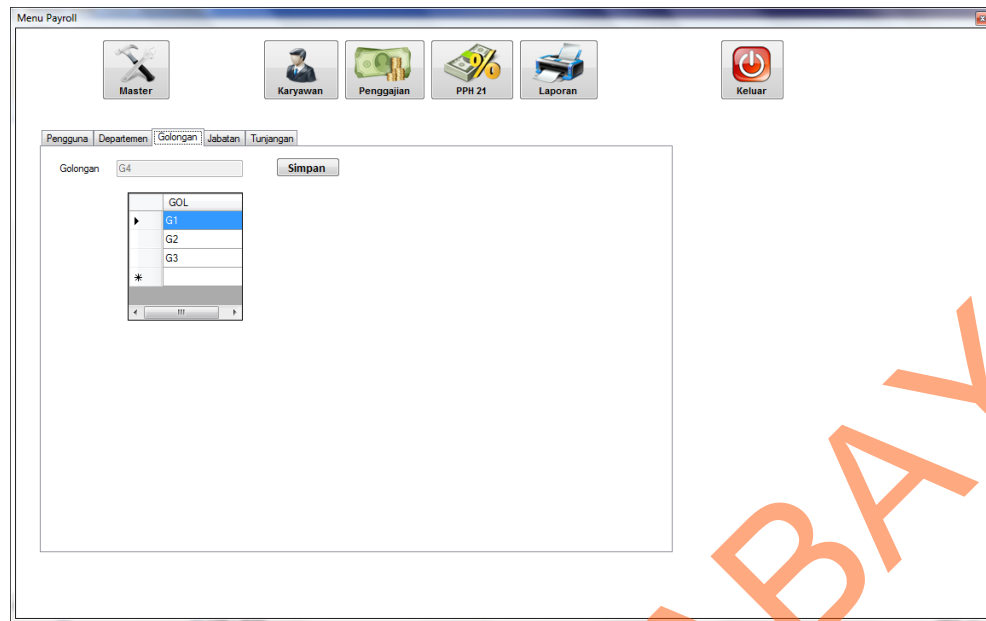 Menu Payroll
Master Karyawan Penggajian PPH 21 Laporan Keluar
Pengguna Departemen Golongan Jabatan Tunjangan
Golongan G4 Simpan
GOL
G1
G2
G3
BAY